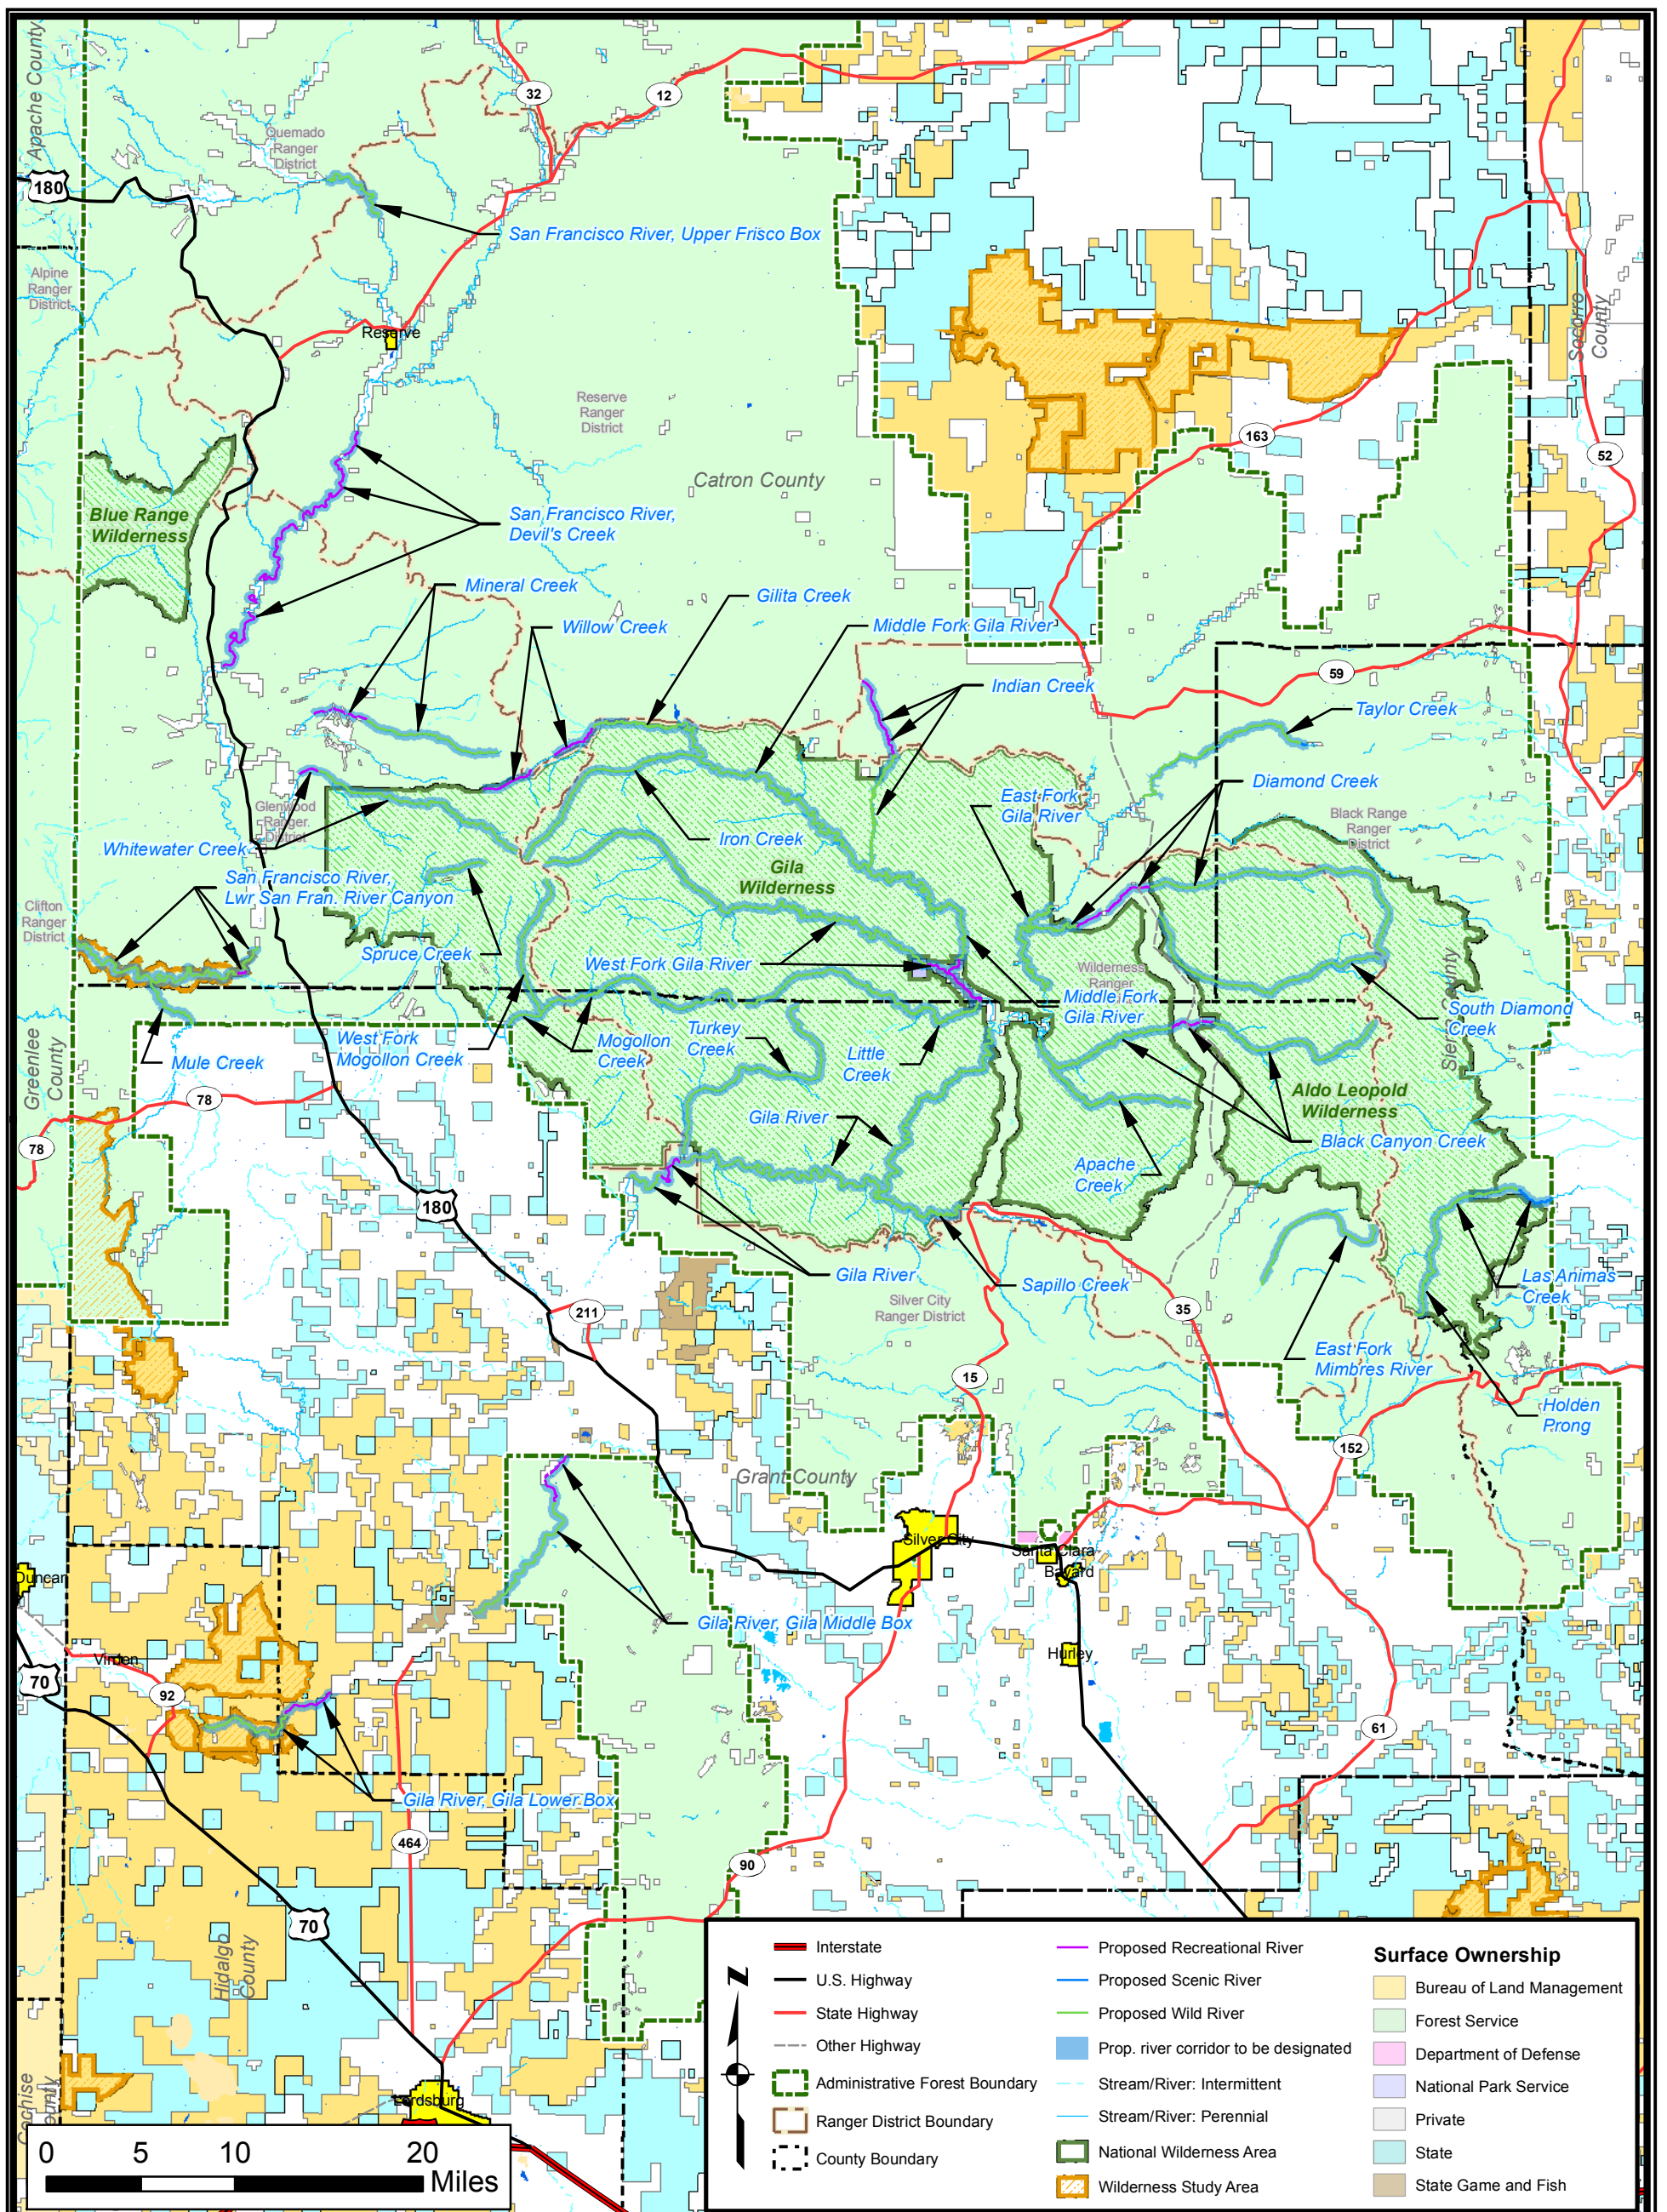 Apache County
32
12
Quemado
Ranger
District
180
San Francisco River, Upper Frisco Box
Alpine
Ranger
District
Socorro
County
Reserve
Reserve
Ranger
District
163
52
Catron County
Blue Range
Wilderness
San Francisco River,
Devil's Creek
Mineral Creek
Gilita Creek
Willow Creek
Middle Fork Gila River
59
Indian Creek
Taylor Creek
Diamond Creek
East Fork
Gila River
Glenwood
Ranger
District
Black Range
Ranger
District
Iron Creek
Whitewater Creek
Gila
Wilderness
San Francisco River,
Lwr San Fran. River Canyon
Clifton
Ranger
District
Spruce Creek
West Fork Gila River
Wilderness
Ranger
Middle Fork
Gila River
South Diamond
Creek
Sierra County
Greenlee
County
Mule Creek
West Fork
Mogollon Creek
Mogollon
Creek
Turkey
Creek
Little
Creek
78
78
Gila River
Aldo Leopold
Wilderness
Black Canyon Creek
Apache
Creek
180
Gila River
Sapillo Creek
Las Animas
Creek
Silver City
Ranger District
211
35
East Fork
Mimbres River
15
Holden
Prong
152
Grant County
Silver City
Santa Clara
Bayard
Duncan
Gila River, Gila Middle Box
Hurley
Virden
70
92
61
Gila River, Gila Lower Box
464
90
70
Hidalgo
County
Cochise
County
Lordsburg
0 5 10 20
Miles
N
Interstate
U.S. Highway
State Highway
Other Highway
Administrative Forest Boundary
Ranger District Boundary
County Boundary
Proposed Recreational River
Proposed Scenic River
Proposed Wild River
Prop. river corridor to be designated
Stream/River: Intermittent
Stream/River: Perennial
National Wilderness Area
Wilderness Study Area
Surface Ownership
Bureau of Land Management
Forest Service
Department of Defense
National Park Service
Private
State
State Game and Fish